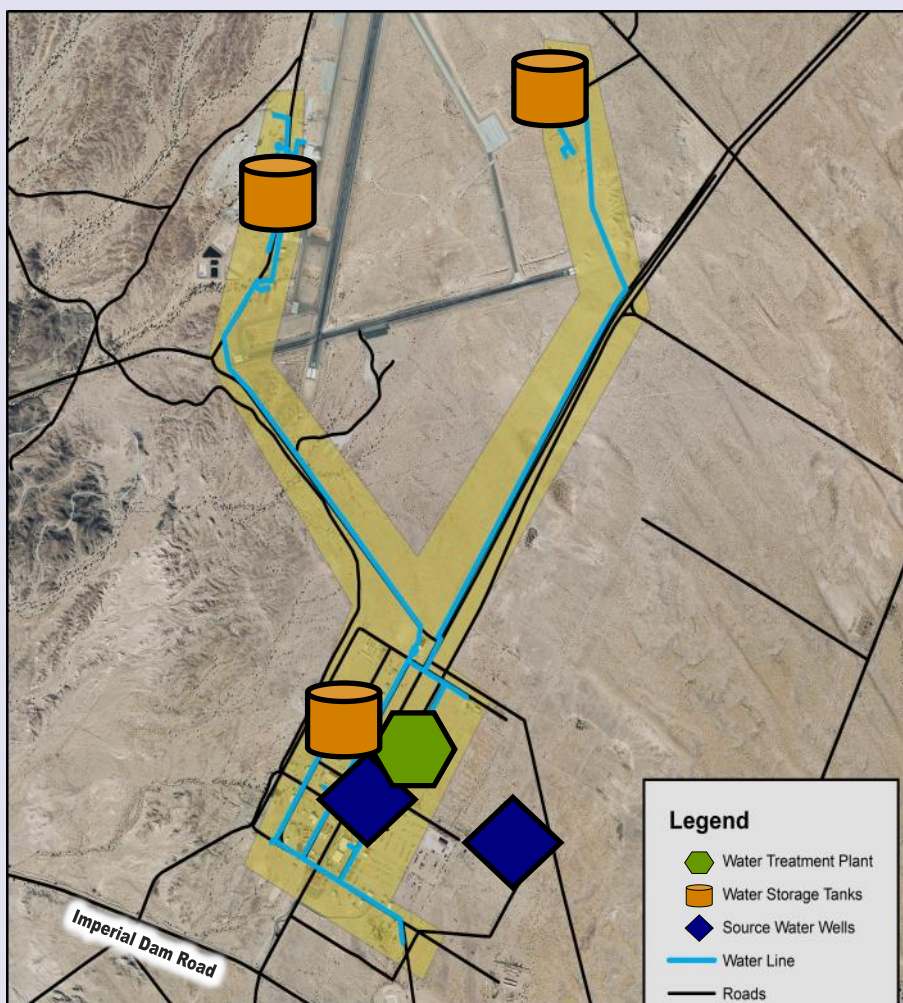 Imperial Dam Road
Legend
Water Treatment Plant
Water Storage Tanks
Source Water Wells
Water Line
Roads